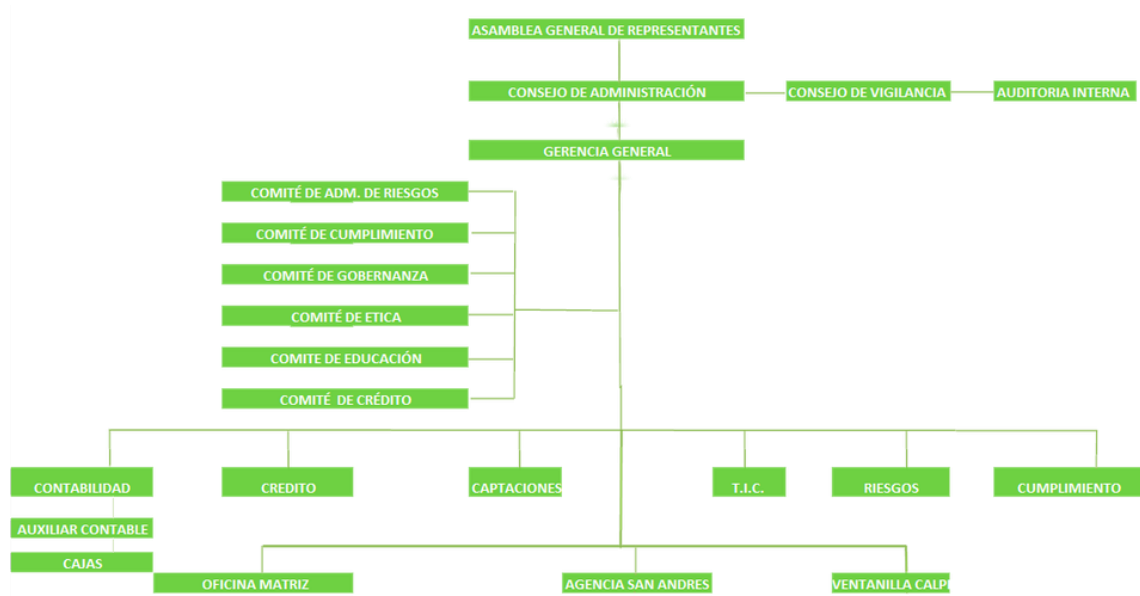 ASAMBLEA GENERAL DE REPRESENTANTES
CONSEJO DE ADMINISTRACIÓN
CONSEJO DE VIGILANCIA
AUDITORIA INTERNA
GERENCIA GENERAL
COMITÉ DE ADM. DE RIESGOS
COMITÉ DE CUMPLIMIENTO
COMITÉ DE GOBERNANZA
COMITÉ DE ETICA
COMITE DE EDUCACIÓN
COMITÉ DE CRÉDITO
CONTABILIDAD
CREDITO
CAPTACIONES
T.I.C.
RIESGOS
CUMPLIMIENTO
AUXILIAR CONTABLE
CAJAS
OFICINA MATRIZ
AGENCIA SAN ANDRES
VENTANILLA CALPI